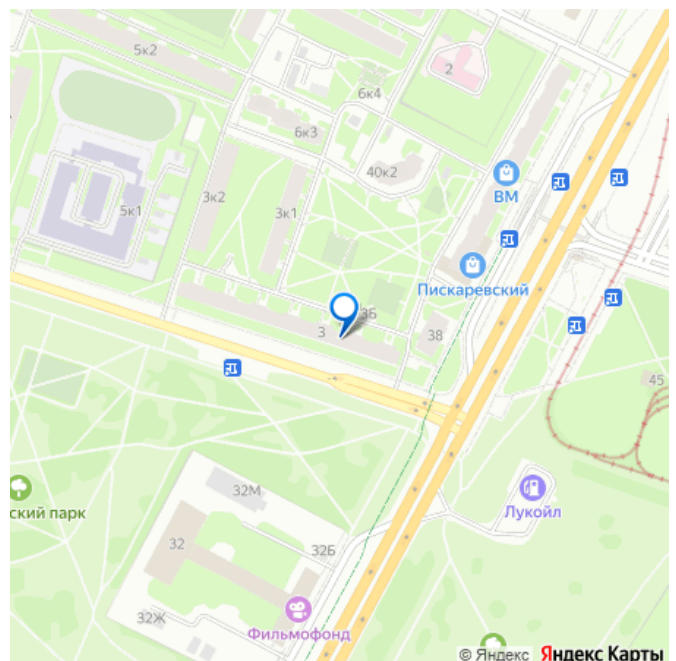 5к2
2
6к4
6к3
40к2
ВМ
5к1
3к2
3к1
Пискаревский
3Б
3
38
45
ский парк
32М
Лукойл
32
32Б
32Ж
Фильмофонд
© Яндекс Яндекс Карты